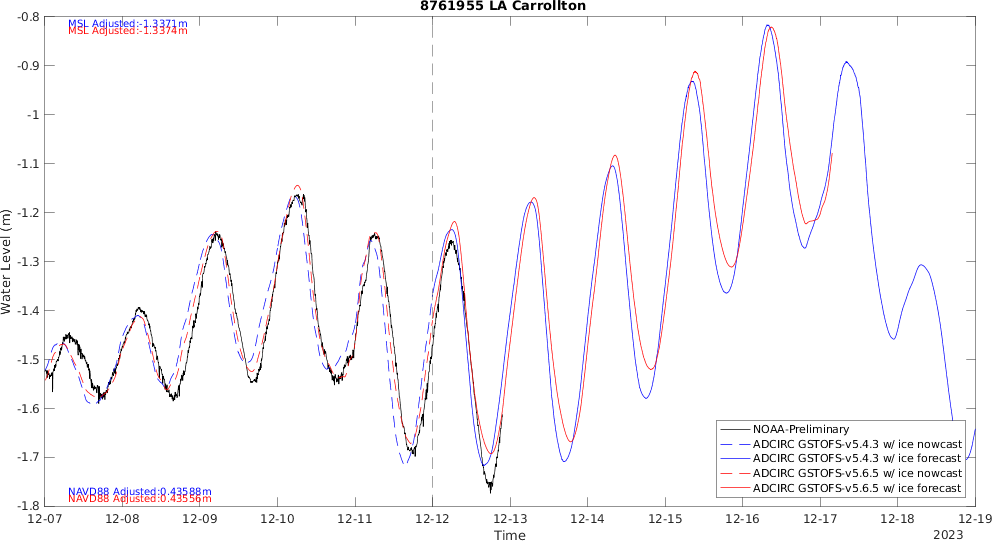 8761955 LA Carrollton
MSL Adjusted:-1.3371m
MSL Adjusted:-1.3374m
-0.8
-0.9
-1
-1.1
-1.2
-1.3
-1.4
-1.5
-1.6
-1.7
-1.8
Water Level (m)
NAVD88 Adjusted:0.43588m
NAVD88 Adjusted:0.43556m
NOAA-Preliminary
ADCIRC GSTOFS-v5.4.3 w/ ice nowcast
ADCIRC GSTOFS-v5.4.3 w/ ice forecast
ADCIRC GSTOFS-v5.6.5 w/ ice nowcast
ADCIRC GSTOFS-v5.6.5 w/ ice forecast
12-07 12-08 12-09 12-10 12-11 12-12 12-13 12-14 12-15 12-16 12-17 12-18 12-19
Time
2023